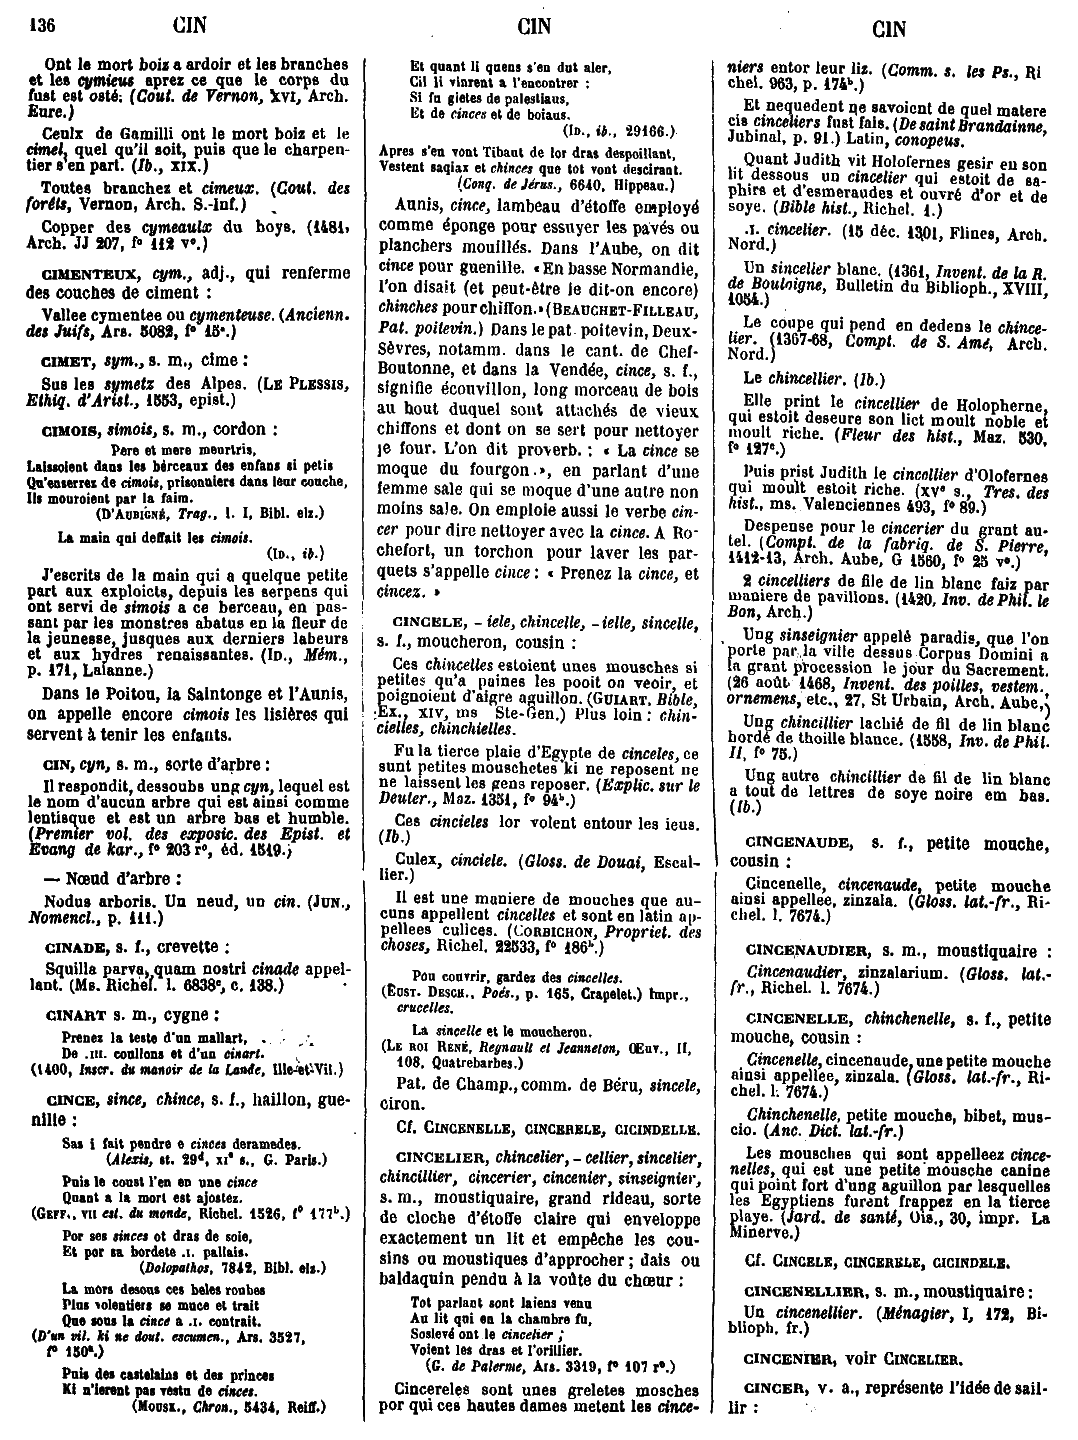 136 CIN CIN CIN
Ont le mort boiz a ardoir et les branches
et les cymieus aprez ce que le corps du
fust est osté. (Cout. de Vernon, XVI, Arch.
Eure.)
Ceulx de Gamilli ont le mort boiz et le
cimel, quel qu'il soit, puis que le charpen-
tier s'en part. (Ib., XIX.)
Toutes branchez et cimeux. (Cout. des
forêts, Vernon, Arch. S.-Inf.)
Copper des cymeaulx du boys. (1481,
Arch. JJ 207, f° 112 v°.)
CIMENTEUX, cym., adj., qui renferme
des couches de ciment :
Vallee cymentee ou cymenteuse. (Ancienn.
des Juifs, Ars. 5082, f° 15°.)
CIMET, sym., s. m., cime :
Sus les symetz des Alpes. (LE PLESSIS,
Ethiq. d'Arist., 1553, epist.)
CIMOIS, simois, s. m., cordon :
Pere et mere meurtris,
Laissoient dans les berceaux des enfans si petis
Qu'enserrez de cimois, prisonniers dans leur couche,
Ils mouroient par la faim.
(D'AUBIGNÉ, Trag., l. I, Bibl. elz.)
La main qui deffait les cimois.
(ID., ib.)
J'escrits de la main qui a quelque petite
part aux exploicts, depuis les serpens qui
ont servi de simois a ce berceau, en pas-
sant par les monstres abatus en la fleur de
la jeunesse, jusques aux derniers labeurs
et aux hydres renaissantes. (ID., Mém.,
p. 171, Lalanne.)
Dans le Poitou, la Saintonge et l'Aunis,
on appelle encore cimois les lisières qui
servent à tenir les enfants.
CIN, cyn, s. m., sorte d'arbre :
Il respondit, dessoubs ung cyn, lequel est
le nom d'aucun arbre qui est ainsi comme
lentisque et est un arbre bas et humble.
(Premier vol. des exposic. des Epist. et
Evang de kar., f° 203 r°, éd. 1519.)
— Nœud d'arbre :
Nodus arboris. Un neud, un cin. (JUN.,
Nomencl., p. 111.)
CINADE, s. f., crevette :
Squilla parva, quam nostri cinade appel-
lant. (Ms. Richel. l. 6838°, c. 138.)
CINART s. m., cygne :
Prenez la teste d'un mallart,
De .III. coullons et d'un cinart.
(1400, Inscr. du manoir de la Lande, Ille-et-Vil.)
CINCE, since, chince, s. f., haillon, gue-
nille :
Sas i fait pendre e cinces deramedes.
(Alexis, st. 29d, XIe s., G. Paris.)
Puis le coust l'en en une cince
Quant a la mort est ajostez.
(GEFF., VII est. du monde, Richel. 1526, f° 177b.)
Por ses sinces ot dras de soie,
Et por sa bordete .I. pallais.
(Dolopathos, 7842, Bibl. elz.)
La mors desous ces beles roubes
Plus volentiers se muce et trait
Que sous la cince a .I. contrait.
(D'un vil. ki ne dout. escumen., Ars. 3527,
f° 150a.)
Puis des castelains et des princes
Ki n'ierent pas vestu de cinces.
(MOUSK., Chron., 5434, Reiff.)
Et quant li quens s'en dut aler,
Cil li vinrent a l'encontrer :
Si fu gietes de palestiaus,
Et de cinces et de boiaus.
(ID., ib., 29166.)
Apres s'en vont Tibaut de lor dras despoillant,
Vestent saqiax et chinces que tot vont descirant.
(Conq. de Jérus., 6640, Hippeau.)
Aunis, cince, lambeau d'étoffe employé
comme éponge pour essuyer les pavés ou
planchers mouillés. Dans l'Aube, on dit
cince pour guenille. « En basse Normandie,
l'on disait (et peut-être le dit-on encore)
chinches pour chiffon. » (BEAUCHET-FILLEAU,
Pat. poitevin.) Dans le pat. poitevin, Deux-
Sèvres, notamm. dans le cant. de Chef-
Boutonne, et dans la Vendée, cince, s. f.,
signifie écouvillon, long morceau de bois
au hout duquel sont attachés de vieux
chiffons et dont on se sert pour nettoyer
le four. L'on dit proverb. : « La cince se
moque du fourgon. », en parlant d'une
femme sale qui se moque d'une autre non
moins sale. On emploie aussi le verbe cin-
cer pour dire nettoyer avec la cince. A Ro-
chefort, un torchon pour laver les par-
quets s'appelle cince : « Prenez la cince, et
cincez. »
CINCELE, - iele, chincelle, - ielle, sincelle,
s. f., moucheron, cousin :
Ces chincelles estoient unes mousches si
petites qu'a paines les pooit on veoir, et
poignoient d'aigre aguillon. (GUIART, Bible,
Ex., XIV, ms Ste-Gen.) Plus loin : chin-
cielles, chinchielles.
Fu la tierce plaie d'Egypte de cinceles, ce
sunt petites mouschetes ki ne reposent ne
ne laissent les gens reposer. (Explic. sur le
Deuter., Maz. 1351, f° 94b.)
Ces cincieles lor volent entour les ieus.
(Ib.)
Culex, cinciele. (Gloss. de Douai, Escal-
lier.)
Il est une maniere de mouches que au-
cuns appellent cincelles et sont en latin ap-
pellees culices. (CORBICHON, Propriet. des
choses, Richel. 22533, f° 186b.)
Pou couvrir, gardez des cincelles.
(EUST. DESCH., Poés., p. 165, Crapelet.) Impr.,
crucelles.
La sincelle et le moucheron.
(LE ROI RENÉ, Regnault et Jeanneton, Œuv., II,
108, Quatrebarbes.)
Pat. de Champ., comm. de Béru, sincele,
ciron.
Cf. CINCENELLE, CINCERELE, CICINDELLE.
CINCELIER, chincelier, - cellier, sincelier,
chincillier, cincerier, cincenier, sinseignier,
s. m., moustiquaire, grand rideau, sorte
de cloche d'étoffe claire qui enveloppe
exactement un lit et empêche les cou-
sins ou moustiques d'approcher ; dais ou
baldaquin pendu à la voûte du chœur :
Tot parlant sont laiens venu
Au lit qui en la chambre fu,
Soslevé ont le cincelier ;
Voient les dras et l'orillier.
(G. de Palerme, Ars. 3319, f° 107 r°.)
Cincereles sont unes greletes mosches
por qui ces hautes dames metent les cince-
niers entor leur liz. (Comm. s. les Ps., Ri
chel. 963, p. 174b.)
Et nequedent ne savoient de quel matere
cis cinceliers fust fais. (De saint Brandainne,
Jubinal, p. 91.) Latin, conopeus.
Quant Judith vit Holofernes gesir en son
lit dessous un cincelier qui estoit de sa-
phirs et d'esmeraudes et ouvré d'or et de
soye. (Bible hist., Richel. 1.)
.I. cincelier. (15 déc. 1301, Flines, Arch.
Nord.)
Un sincelier blanc. (1361, Invent. de la R.
de Bouloigne, Bulletin du Biblioph., XVIII,
1054.)
Le coupe qui pend en dedens le chince-
lier. (1367-68, Compt. de S. Amé, Arch.
Nord.)
Le chincellier. (Ib.)
Elle print le cincellier de Holopherne,
qui estoit deseure son lict moult noble et
moult riche. (Fleur des hist., Maz. 530,
f° 127c.)
Puis prist Judith le cincellier d'Olofernes
qui moult estoit riche. (XVe s., Tres. des
hist., ms. Valenciennes 493, f° 89.)
Despense pour le cincerier du grant au-
tel. (Compt. de la fabriq. de S. Pierre,
1412-13, Arch. Aube, G 1560, f° 25 v°.)
2 cincelliers de file de lin blanc faiz par
maniere de pavillons. (1420, Inv. de Phil. le
Bon, Arch.)
Ung sinseignier appelé paradis, que l'on
porte par la ville dessus Corpus Domini a
la grant procession le jour du Sacrement.
(26 août 1468, Invent. des poilles, vestem.,
ornemens, etc., 27, St Urbain, Arch. Aube.)
Ung chincillier lachié de fil de lin blanc
bordé de thoille blance. (1558, Inv. de Phil.
II, f° 75.)
Ung autre chincillier de fil de lin blanc
a tout de lettres de soye noire em bas.
(Ib.)
CINCENAUDE, s. f., petite mouche,
cousin :
Cincenelle, cincenaude, petite mouche
ainsi appellee, zinzala. (Gloss. lat.-fr., Ri-
chel. l. 7674.)
CINCENAUDIER, s. m., moustiquaire :
Cincenaudier, zinzalarium. (Gloss. lat.-
fr., Richel. l. 7674.)
CINCENELLE, chinchenelle, s. f., petite
mouche, cousin :
Cincenelle, cincenaude, une petite mouche
ainsi appellee, zinzala. (Gloss. lat.-fr., Ri-
chel. l. 7674.)
Chinchenelle, petite mouche, bibet, mus-
cio. (Anc. Dict. lat.-fr.)
Les mousches qui sont appelleez cince-
nelles, qui est une petite mousche canine
qui point fort d'ung aguillon par lesquelles
les Egyptiens furent frappez en la tierce
playe. (Jard. de santé, Ois., 30, impr. La
Minerve.)
Cf. CINCELE, CINCERELE, CICINDELE.
CINCENELLIER, s. m., moustiquaire :
Un cincenellier. (Ménagier, I, 172, Bi-
blioph. fr.)
CINCENIER, voir CINCELIER.
CINCER, v. a., représente l'idée de sail-
lir :